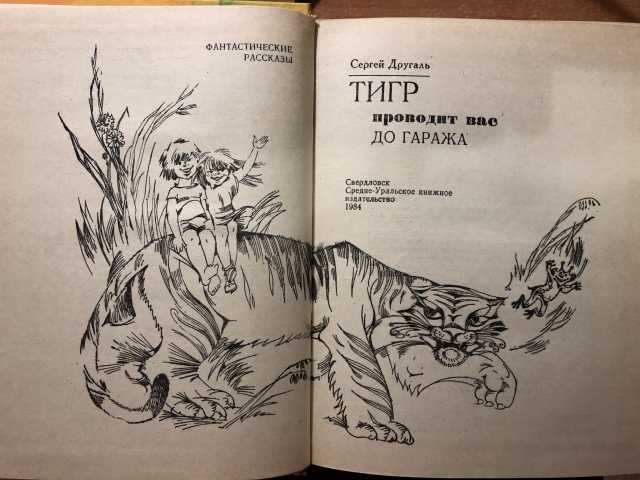 ФАНТАСТИЧЕСКИЕ
РАССКАЗЫ
Сергей Другаль
ТИГР
проводит вас
ДО ГАРАЖА
Свердловск
Средне-Уральское книжное
издательство
1984